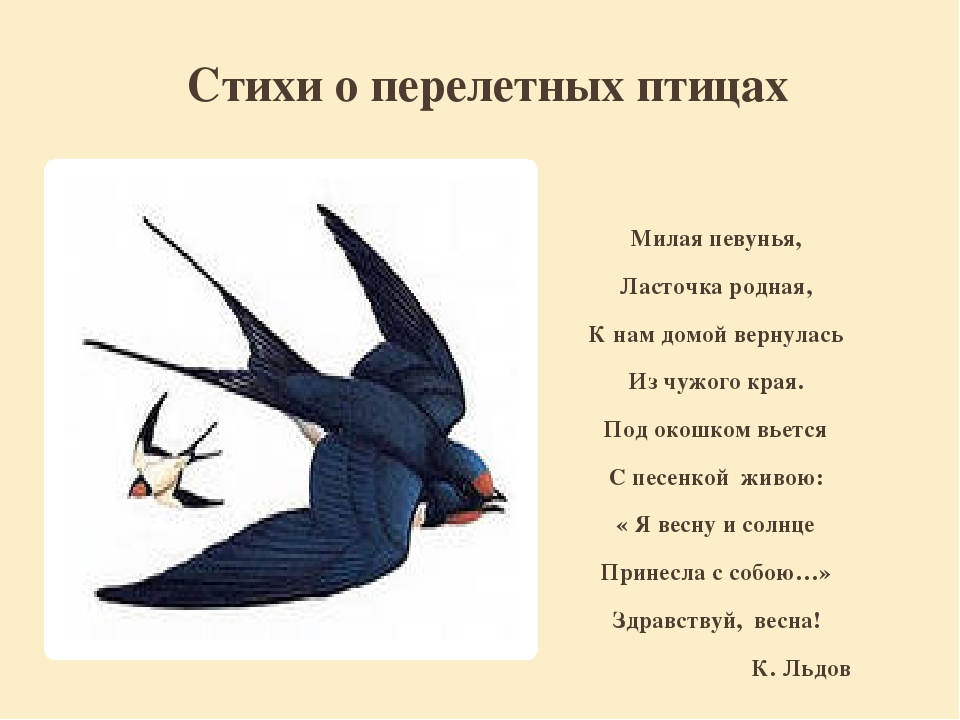 Стихи о перелетных птицах
Милая певунья,
Ласточка родная,
К нам домой вернулась
Из чужого края.
Под окошком вьется
С песенкой живою:
« Я весну и солнце
Принесла с собою…»
Здравствуй, весна!
К. Льдов